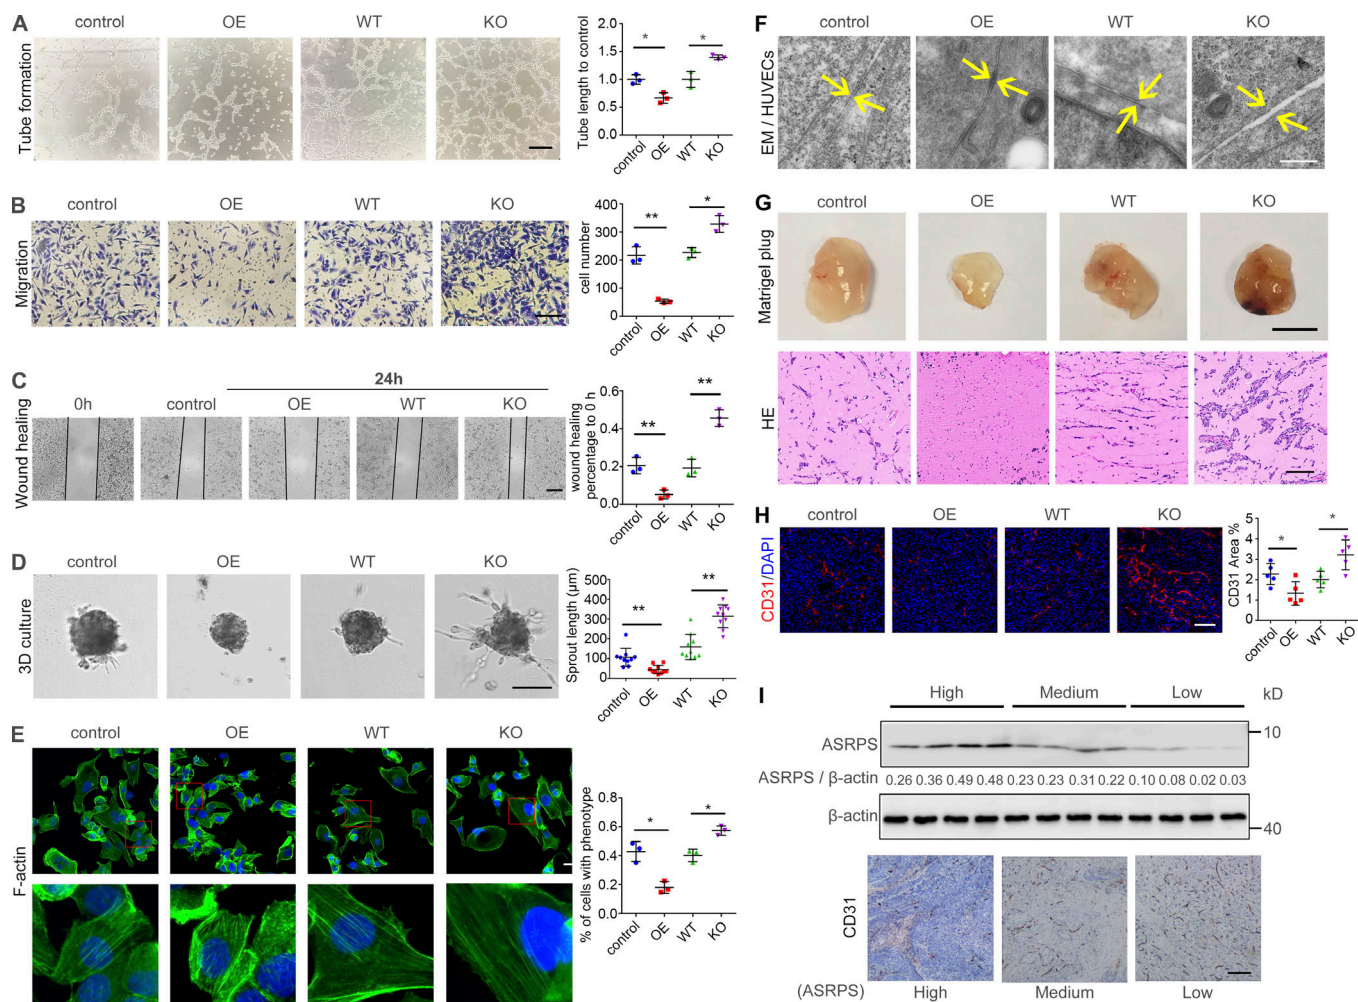 A
control OE WT KO
Tube formation
Tube length to control
2.0
1.5
1.0
0.5
0.0
* *
control OE WT KO
B
control OE WT KO
Migration
cell number
400
300
200
100
0
** *
control OE WT KO
C
24h
0h control OE WT KO
Wound healing
wound healing
percentage to 0 h
0.6
0.4
0.2
0.0
** **
control OE WT KO
D
control OE WT KO
3D culture
Sprout length (µm)
500
400
300
200
100
0
** **
control OE WT KO
E
control OE WT KO
F-actin
% of cells with phenotype
0.8
0.6
0.4
0.2
0.0
* *
control OE WT KO
F
control OE WT KO
EM / HUVECs
G
control OE WT KO
Matrigel plug
HE
H
control OE WT KO
CD31/DAPI
CD31 Area %
5
4
3
2
1
0
* *
control OE WT KO
I
High Medium Low kD
ASRPS 10
ASRPS / β-actin 0.26 0.36 0.49 0.48 0.23 0.23 0.31 0.22 0.10 0.08 0.02 0.03
β-actin 40
CD31
(ASRPS) High Medium Low